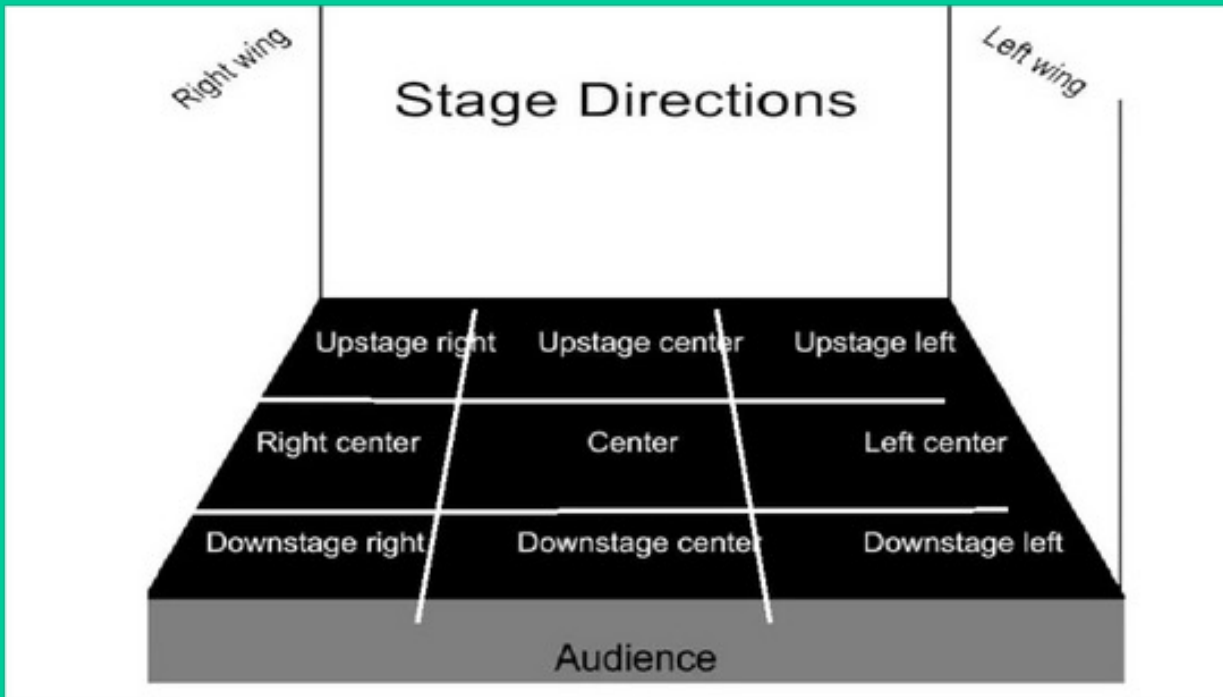 Right wing
Left wing
Stage Directions
Upstage right
Upstage center
Upstage left
Right center
Center
Left center
Downstage right
Downstage center
Downstage left
Audience